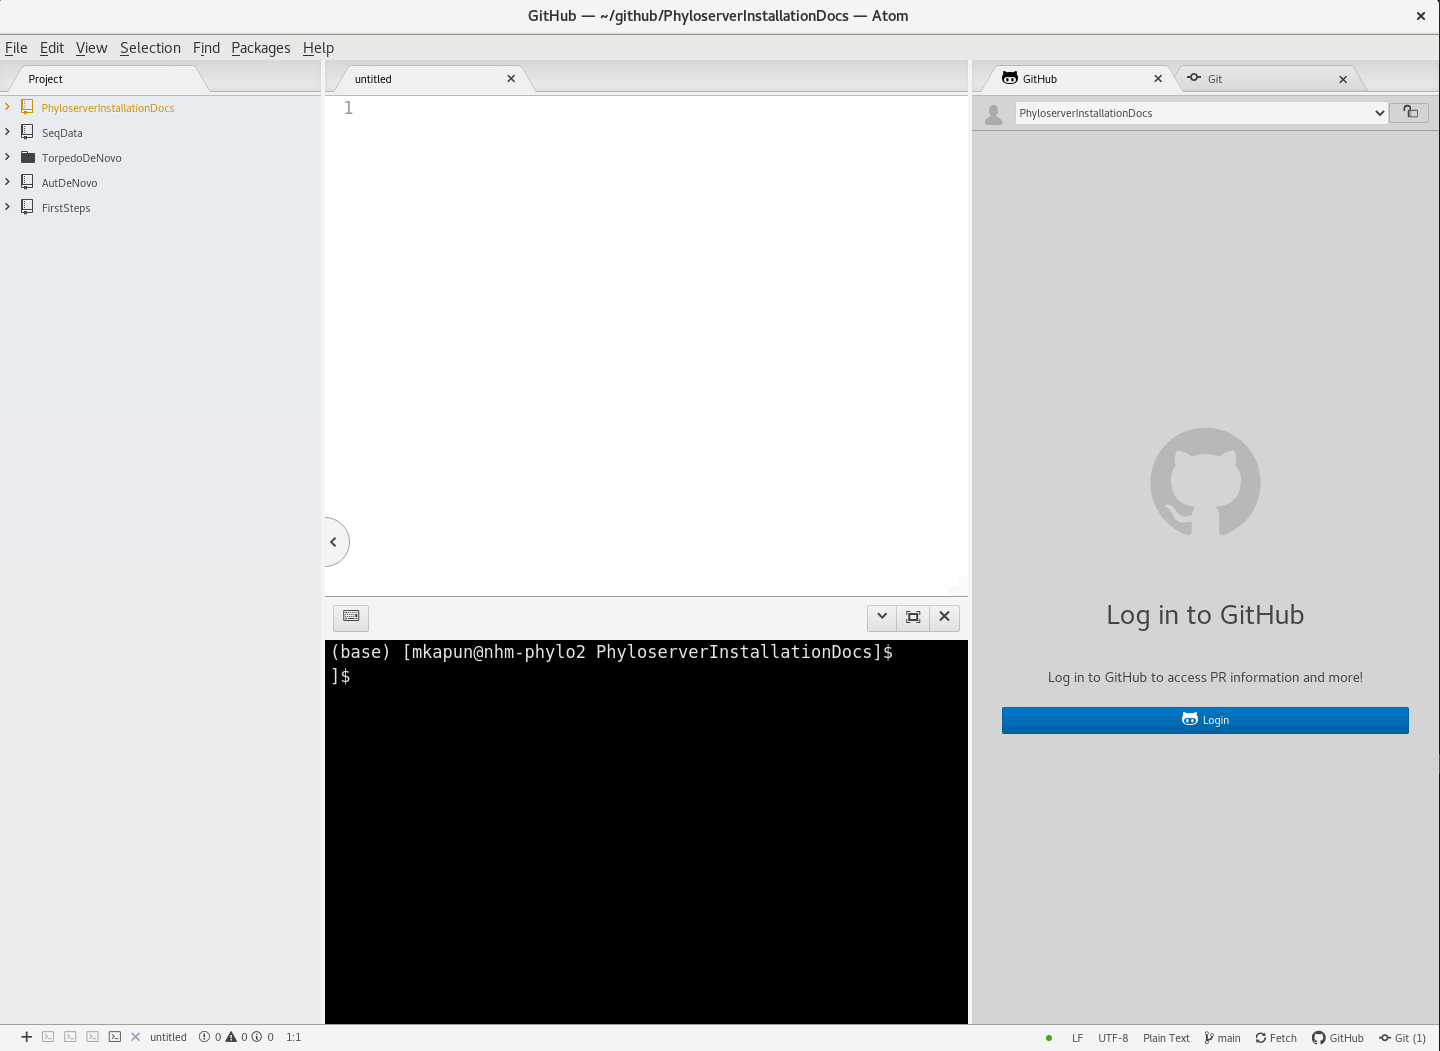 GitHub — ~/github/PhyloserverInstallationDocs — Atom
File Edit View Selection Find Packages Help
Project
PhyloserverInstallationDocs
SeqData
TorpedoDeNovo
AutDeNovo
FirstSteps
untitled
1
(base) [mkapun@nhm-phylo2 PhyloserverInstallationDocs]$
]$
GitHub
Git
PhyloserverInstallationDocs
Log in to GitHub
Log in to GitHub to access PR information and more!
Login
untitled 0 0 0 1:1
LF UTF-8 Plain Text main Fetch GitHub Git (1)